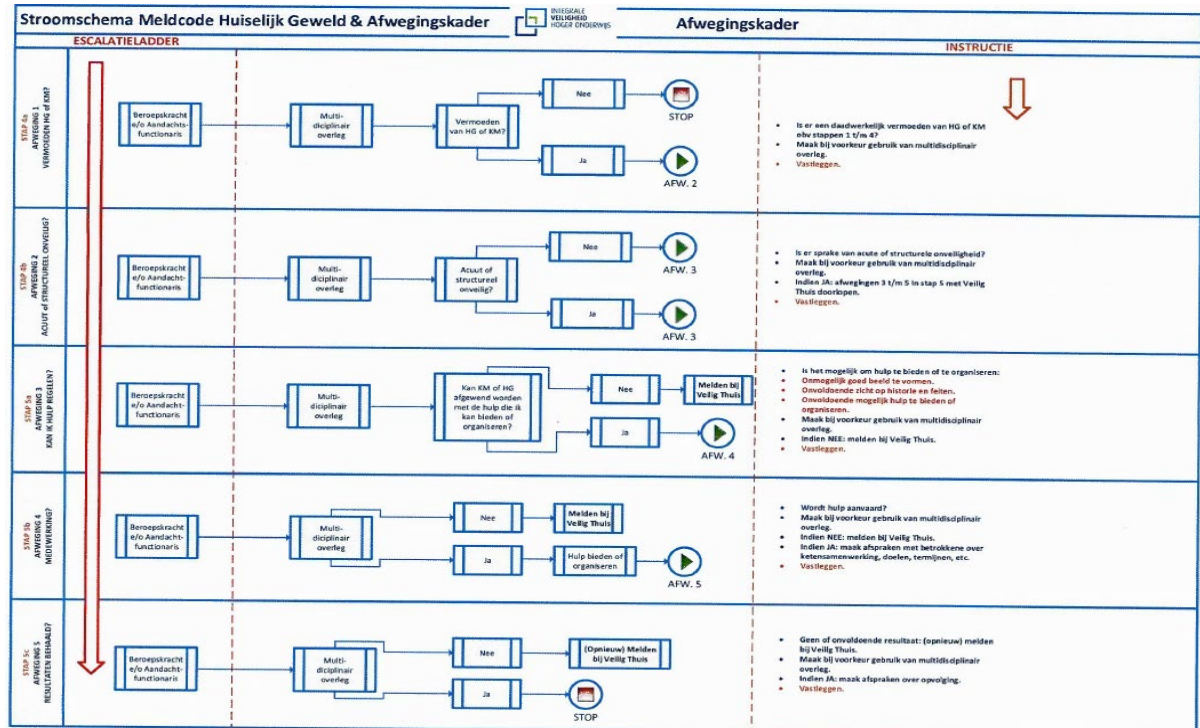 Stroomschema Meldcode Huiselijk Geweld & Afwegingskader
INTEGRALE
VEILIGHEID
HOGER ONDERWIJS
Afwegingskader
ESCALATIELADDER
INSTRUCTIE
STAP 4a
AFWEGING 1
VERMOEDEN HG of KM?
Beroepskracht
e/o Aandachts-
functionaris
Multi-
diciplinair
overleg
Vermoeden
van HG of KM?
Nee
STOP
Ja
AFW. 2
• Is er een daadwerkelijk vermoeden van HG of KM
obv stappen 1 t/m 4?
• Maak bij voorkeur gebruik van multidisciplinair
overleg.
• Vastleggen.
STAP 4b
AFWEGING 2
ACUUT of STRUCTUREEL ONVEILIG?
Beroepskracht
e/o Aandacht-
functionaris
Multi-
diciplinair
overleg
Acuut of
structureel
onveilig?
Nee
AFW. 3
Ja
AFW. 3
• Is er sprake van acute of structurele onveiligheid?
• Maak bij voorkeur gebruik van multidisciplinair
overleg.
• Indien JA: afwegingen 3 t/m 5 in stap 5 met Veilig
Thuis doorlopen.
• Vastleggen.
STAP 5a
AFWEGING 3
KAN IK HULP REGELEN?
Beroepskracht
e/o Aandacht-
functionaris
Multi-
diciplinair
overleg
Kan KM of HG
afgewend worden
met de hulp die ik
kan bieden of
organiseren?
Nee
Melden bij
Veilig Thuis
Ja
AFW. 4
• Is het mogelijk om hulp te bieden of te organiseren:
• Onmogelijk goed beeld te vormen.
• Onvoldoende zicht op historie en feiten.
• Onvoldoende mogelijk hulp te bieden of
organiseren.
• Maak bij voorkeur gebruik van multidisciplinair
overleg.
• Indien NEE: melden bij Veilig Thuis.
• Vastleggen.
STAP 5b
AFWEGING 4
MEDEWERKING?
Beroepskracht
e/o Aandacht-
functionaris
Multi-
diciplinair
overleg
Nee
Melden bij
Veilig Thuis
Ja
Hulp bieden of
organiseren
AFW. 5
• Wordt hulp aanvaard?
• Maak bij voorkeur gebruik van multidisciplinair
overleg.
• Indien NEE: melden bij Veilig Thuis.
• Indien JA: maak afspraken met betrokkene over
ketensamenwerking, doelen, termijnen, etc.
• Vastleggen.
STAP 5c
AFWEGING 5
RESULTATEN BEHAALD?
Beroepskracht
e/o Aandacht-
functionaris
Multi-
diciplinair
overleg
Nee
(Opnieuw) Melden
bij Veilig Thuis
Ja
STOP
• Geen of onvoldoende resultaat: (opnieuw) melden
bij Veilig Thuis.
• Maak bij voorkeur gebruik van multidisciplinair
overleg.
• Indien JA: maak afspraken over opvolging.
• Vastleggen.